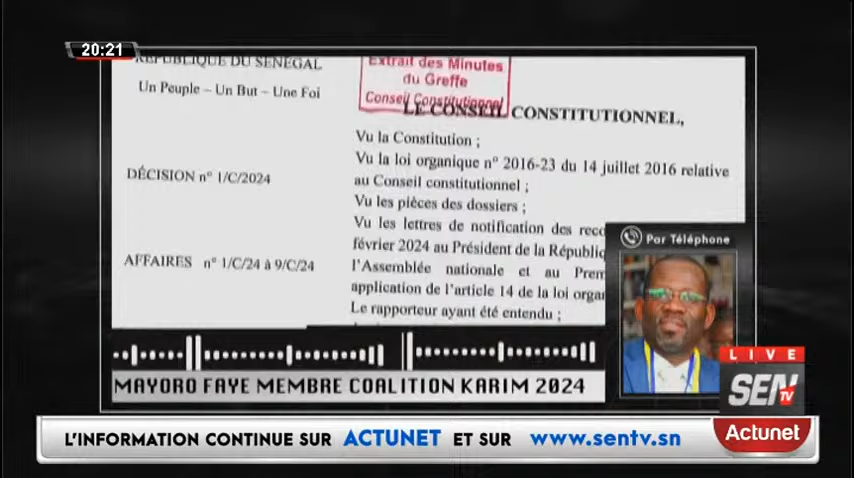 20:21
RÉPUBLIQUE DU SÉNÉGAL
Un Peuple – Un But – Une Foi
Extrait des Minutes
du Greffe
Conseil Constitutionnel
LE CONSEIL CONSTITUTIONNEL,
Vu la Constitution ;
Vu la loi organique n° 2016-23 du 14 juillet 2016 relative
au Conseil constitutionnel ;
Vu les pièces des dossiers ;
DÉCISION n° 1/C/2024
Vu les lettres de notification des
février 2024 au Président de la
l'Assemblée nationale et au
application de l'article 14 de la loi
Le rapporteur ayant été entendu ;
AFFAIRES n° 1/C/24 à 9/C/24
Par Téléphone
MAYORO FAYE MEMBRE COALITION KARIM 2024
LIVE
SEN TV
Actunet
L'INFORMATION CONTINUE SUR ACTUNET ET SUR www.sentv.sn